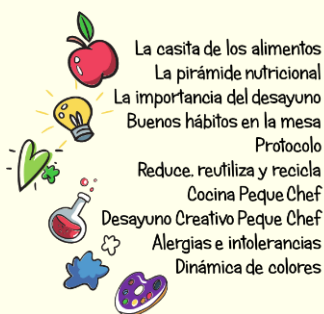 La casita de los alimentos
La pirámide nutricional
La importancia del desayuno
Buenos hábitos en la mesa
Protocolo
Reduce. reutiliza y recicla
Cocina Peque Chef
Desayuno Creativo Peque Chef
Alergias e intolerancias
Dinámica de colores